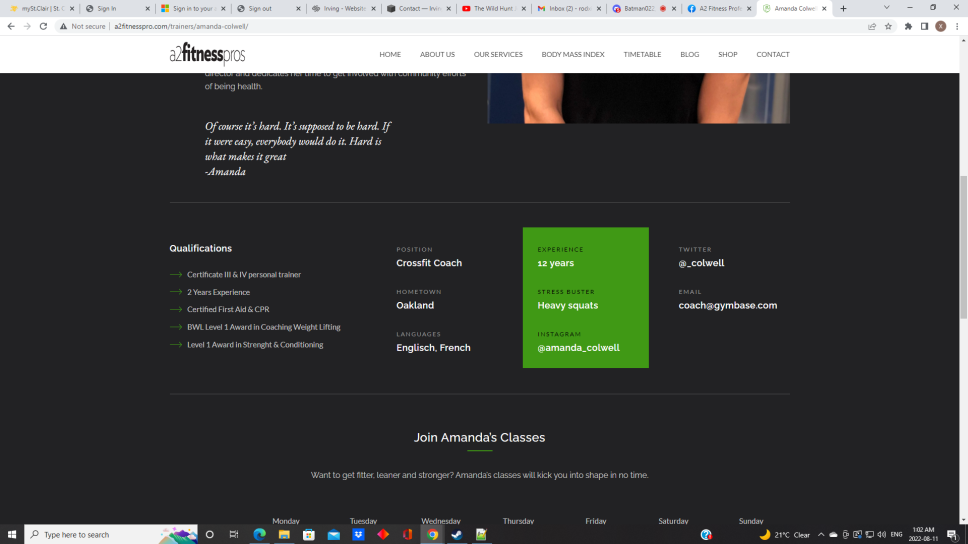 mySt.Clair | St. C
Sign In
Sign in to your a
Sign out
Irving - Website
Contact — Irvin
The Wild Hunt
Inbox (2) - rod
Batman022
A2 Fitness Profe
Amanda Colwel
Not secure | a2fitnesspro.com/trainers/amanda-colwell/
X
a2fitnesspros
HOME ABOUT US OUR SERVICES BODY MASS INDEX TIMETABLE BLOG SHOP CONTACT
director and dedicates her time to get involved with community efforts
of being health.
Of course it's hard. It's supposed to be hard. If
it were easy, everybody would do it. Hard is
what makes it great
-Amanda
Qualifications
Certificate III & IV personal trainer
2 Years Experience
Certified First Aid & CPR
BWL Level 1 Award in Coaching Weight Lifting
Level 1 Award in Strenght & Conditioning
POSITION
Crossfit Coach
HOMETOWN
Oakland
LANGUAGES
Englisch, French
EXPERIENCE
12 years
STRESS BUSTER
Heavy squats
INSTAGRAM
@amanda_colwell
TWITTER
@_colwell
EMAIL
coach@gymbase.com
Join Amanda's Classes
Want to get fitter, leaner and stronger? Amanda's classes will kick you into shape in no time.
Monday Tuesday Wednesday Thursday Friday Saturday Sunday
Type here to search
21°C Clear
ENG
1:02 AM
2022-08-11